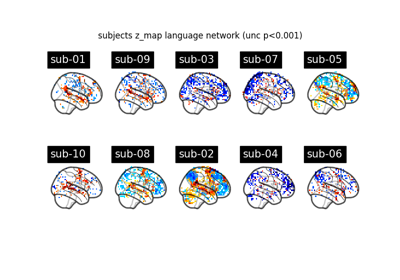 subjects z_map language network (unc p<0.001)
sub-01 sub-09 sub-03 sub-07 sub-05
sub-10 sub-08 sub-02 sub-04 sub-06